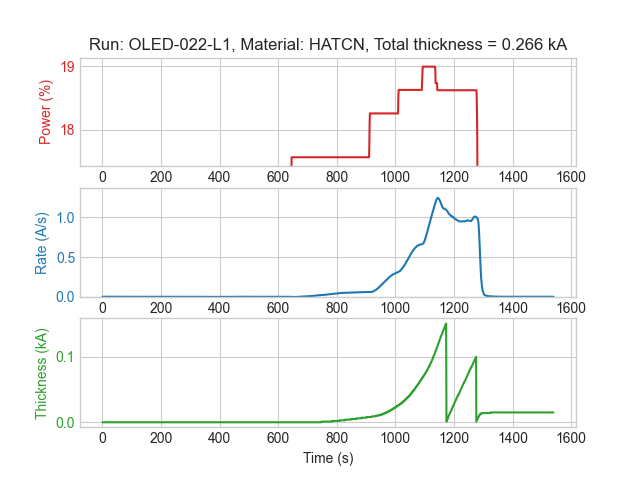 Run: OLED-022-L1, Material: HATCN, Total thickness = 0.266 kA
19
18
Power (%)
0 200 400 600 800 1000 1200 1400 1600
1.0
0.5
0.0
Rate (A/s)
0 200 400 600 800 1000 1200 1400 1600
0.1
0.0
Thickness (kA)
0 200 400 600 800 1000 1200 1400 1600
Time (s)